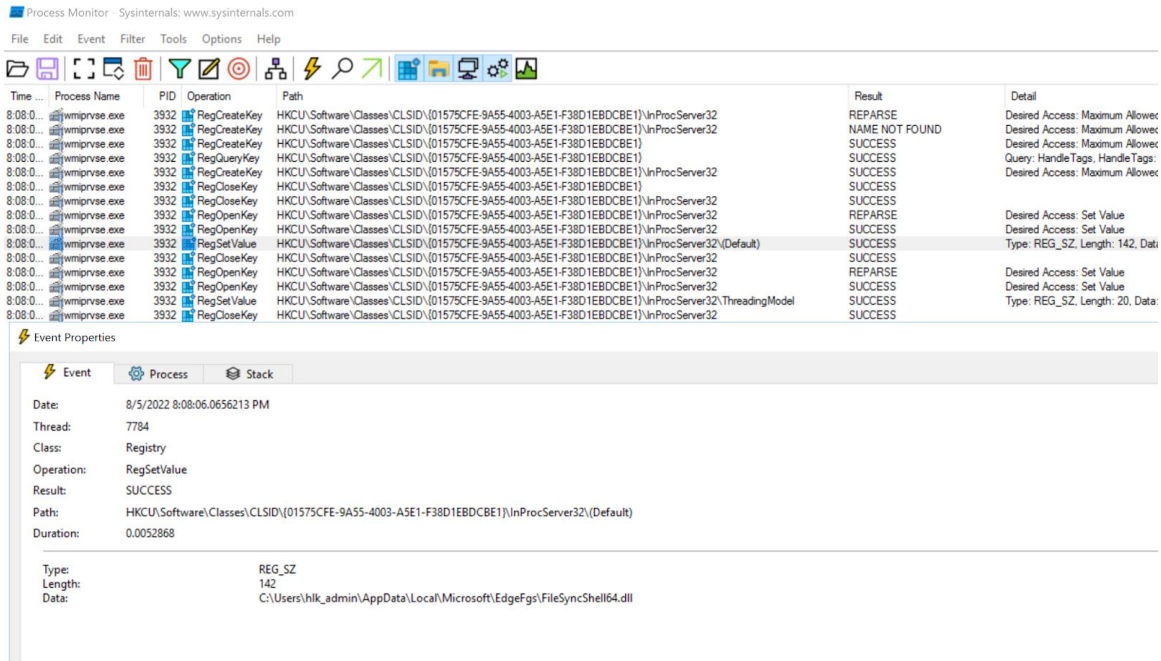 Process Monitor - Sysinternals: www.sysinternals.com
File Edit Event Filter Tools Options Help
Time ... Process Name PID Operation Path Result Detail
8:08:0... wmiprvse.exe 3932 RegCreateKey HKCU\Software\Classes\CLSID\{01575CFE-9A55-4003-A5E1-F38D1EBDCBE1}\InProcServer32 REPARSE Desired Access: Maximum Allowed
8:08:0... wmiprvse.exe 3932 RegCreateKey HKCU\Software\Classes\CLSID\{01575CFE-9A55-4003-A5E1-F38D1EBDCBE1}\InProcServer32 NAME NOT FOUND Desired Access: Maximum Allowed
8:08:0... wmiprvse.exe 3932 RegCreateKey HKCU\Software\Classes\CLSID\{01575CFE-9A55-4003-A5E1-F38D1EBDCBE1} SUCCESS Desired Access: Maximum Allowed
8:08:0... wmiprvse.exe 3932 RegQueryKey HKCU\Software\Classes\CLSID\{01575CFE-9A55-4003-A5E1-F38D1EBDCBE1} SUCCESS Query: HandleTags, HandleTags:
8:08:0... wmiprvse.exe 3932 RegCreateKey HKCU\Software\Classes\CLSID\{01575CFE-9A55-4003-A5E1-F38D1EBDCBE1}\InProcServer32 SUCCESS Desired Access: Maximum Allowed
8:08:0... wmiprvse.exe 3932 RegCloseKey HKCU\Software\Classes\CLSID\{01575CFE-9A55-4003-A5E1-F38D1EBDCBE1} SUCCESS
8:08:0... wmiprvse.exe 3932 RegCloseKey HKCU\Software\Classes\CLSID\{01575CFE-9A55-4003-A5E1-F38D1EBDCBE1}\InProcServer32 SUCCESS
8:08:0... wmiprvse.exe 3932 RegOpenKey HKCU\Software\Classes\CLSID\{01575CFE-9A55-4003-A5E1-F38D1EBDCBE1}\InProcServer32 REPARSE Desired Access: Set Value
8:08:0... wmiprvse.exe 3932 RegOpenKey HKCU\Software\Classes\CLSID\{01575CFE-9A55-4003-A5E1-F38D1EBDCBE1}\InProcServer32 SUCCESS Desired Access: Set Value
8:08:0... wmiprvse.exe 3932 RegSetValue HKCU\Software\Classes\CLSID\{01575CFE-9A55-4003-A5E1-F38D1EBDCBE1}\InProcServer32\(Default) SUCCESS Type: REG_SZ, Length: 142, Data
8:08:0... wmiprvse.exe 3932 RegCloseKey HKCU\Software\Classes\CLSID\{01575CFE-9A55-4003-A5E1-F38D1EBDCBE1}\InProcServer32 SUCCESS
8:08:0... wmiprvse.exe 3932 RegOpenKey HKCU\Software\Classes\CLSID\{01575CFE-9A55-4003-A5E1-F38D1EBDCBE1}\InProcServer32 REPARSE Desired Access: Set Value
8:08:0... wmiprvse.exe 3932 RegOpenKey HKCU\Software\Classes\CLSID\{01575CFE-9A55-4003-A5E1-F38D1EBDCBE1}\InProcServer32 SUCCESS Desired Access: Set Value
8:08:0... wmiprvse.exe 3932 RegSetValue HKCU\Software\Classes\CLSID\{01575CFE-9A55-4003-A5E1-F38D1EBDCBE1}\InProcServer32\ThreadingModel SUCCESS Type: REG_SZ, Length: 20, Data:
8:08:0... wmiprvse.exe 3932 RegCloseKey HKCU\Software\Classes\CLSID\{01575CFE-9A55-4003-A5E1-F38D1EBDCBE1}\InProcServer32 SUCCESS
Event Properties
Event Process Stack
Date: 8/5/2022 8:08:06.0656213 PM
Thread: 7784
Class: Registry
Operation: RegSetValue
Result: SUCCESS
Path: HKCU\Software\Classes\CLSID\{01575CFE-9A55-4003-A5E1-F38D1EBDCBE1}\InProcServer32\(Default)
Duration: 0.0052868
Type: REG_SZ
Length: 142
Data: C:\Users\hlk_admin\AppData\Local\Microsoft\EdgeFgs\FileSyncShell64.dll